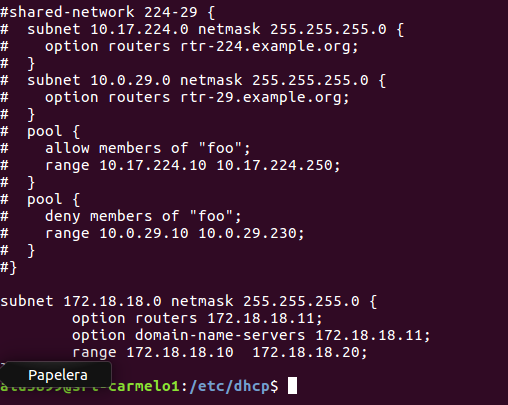 #shared-network 224-29 {
#  subnet 10.17.224.0 netmask 255.255.255.0 {
#    option routers rtr-224.example.org;
#  }
#  subnet 10.0.29.0 netmask 255.255.255.0 {
#    option routers rtr-29.example.org;
#  }
#  pool {
#    allow members of "foo";
#    range 10.17.224.10 10.17.224.250;
#  }
#  pool {
#    deny members of "foo";
#    range 10.0.29.10 10.0.29.230;
#  }
#}
subnet 172.18.18.0 netmask 255.255.255.0 {
        option routers 172.18.18.11;
        option domain-name-servers 172.18.18.11;
        range 172.18.18.10  172.18.18.20;
Papelera
carmelo1:/etc/dhcp$